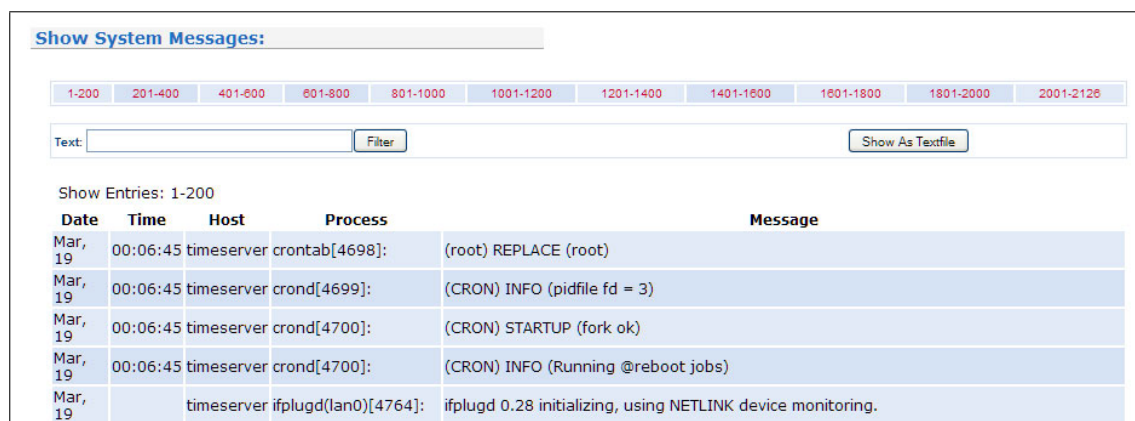 Show System Messages:
1-200 201-400 401-600 601-800 801-1000 1001-1200 1201-1400 1401-1600 1601-1800 1801-2000 2001-2126
Text: Filter Show As Textfile
Show Entries: 1-200
Date Time Host Process Message
Mar, 19 00:06:45 timeserver crontab[4698]: (root) REPLACE (root)
Mar, 19 00:06:45 timeserver crond[4699]: (CRON) INFO (pidfile fd = 3)
Mar, 19 00:06:45 timeserver crond[4700]: (CRON) STARTUP (fork ok)
Mar, 19 00:06:45 timeserver crond[4700]: (CRON) INFO (Running @reboot jobs)
Mar, 19 timeserver ifplugd(lan0)[4764]: ifplugd 0.28 initializing, using NETLINK device monitoring.